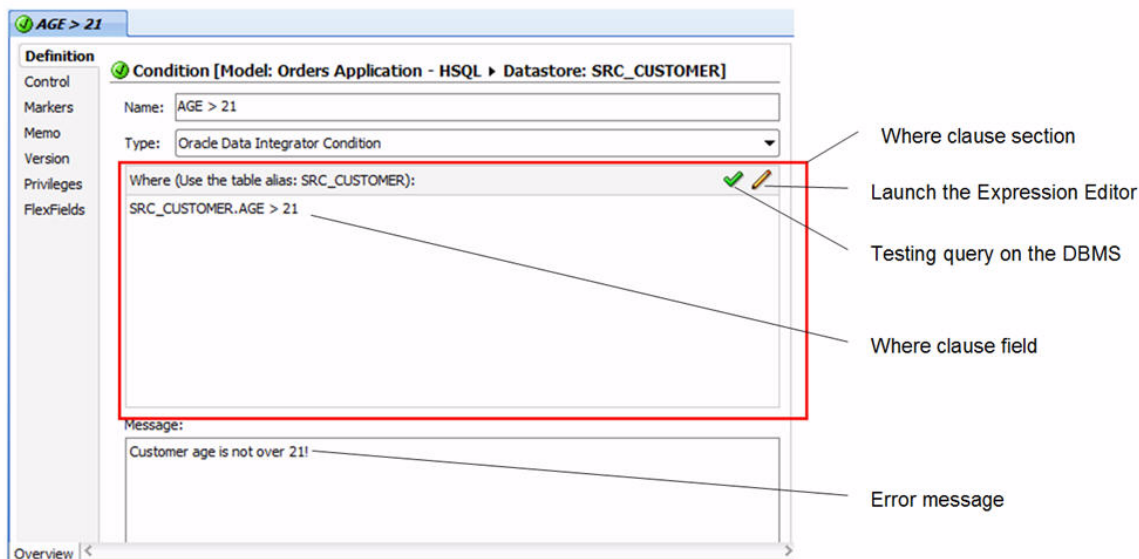 AGE > 21
Definition
Control
Markers
Memo
Version
Privileges
FlexFields
Condition [Model: Orders Application - HSQL ▸ Datastore: SRC_CUSTOMER]
Name: AGE > 21
Type: Oracle Data Integrator Condition
Where (Use the table alias: SRC_CUSTOMER):
SRC_CUSTOMER.AGE > 21
Message:
Customer age is not over 21!
Overview
Where clause section
Launch the Expression Editor
Testing query on the DBMS
Where clause field
Error message